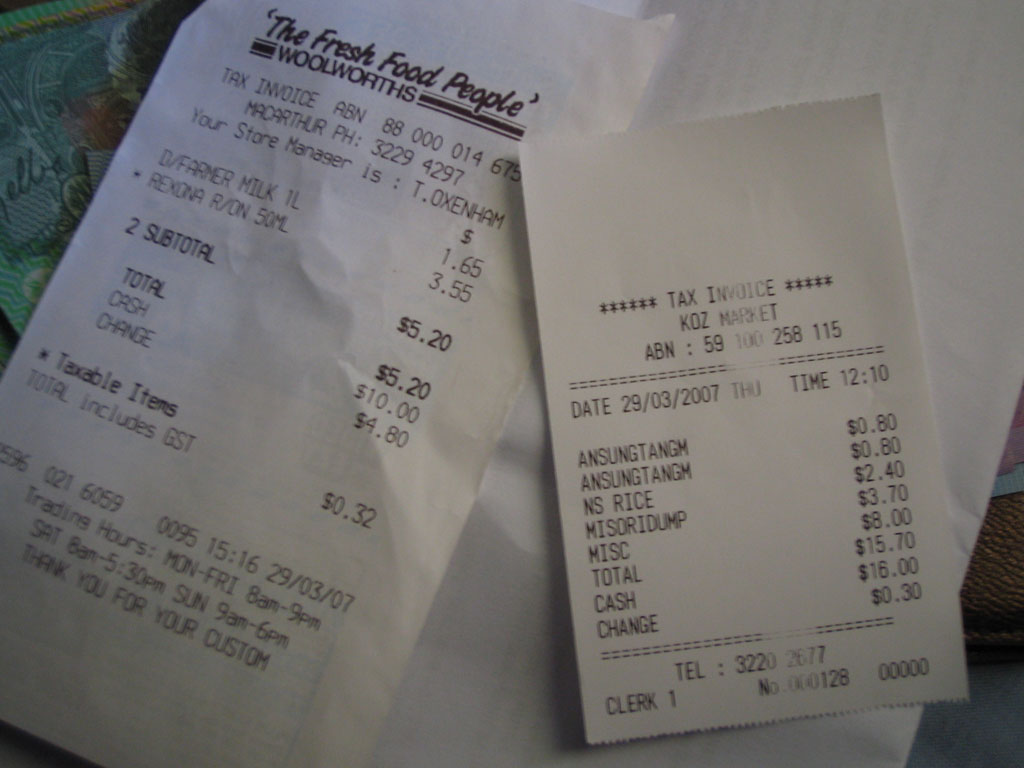 'The Fresh Food People'
WOOLWORTHS
TAX INVOICE ABN 88 000 014 675
MACARTHUR PH: 3229 4297
Your Store Manager is : T.OXENHAM
$
D/FARMER MILK 1L 1.65
* REXONA R/ON 50ML 3.55
2 SUBTOTAL $5.20
TOTAL $5.20
CASH $10.00
CHANGE $4.80
* Taxable Items
TOTAL includes GST $0.32
0596 021 6059 0095 15:16 29/03/07
Trading Hours: MON-FRI 8am-9pm
SAT 8am-5:30pm SUN 9am-6pm
THANK YOU FOR YOUR CUSTOM
****** TAX INVOICE *****
KOZ MARKET
ABN : 59 100 258 115
DATE 29/03/2007 THU TIME 12:10
ANSUNGTANGM $0.80
ANSUNGTANGM $0.80
NS RICE $2.40
MISORIDUMP $3.70
MISC $8.00
TOTAL $15.70
CASH $16.00
CHANGE $0.30
TEL : 3220 2677
CLERK 1 No.000128 00000